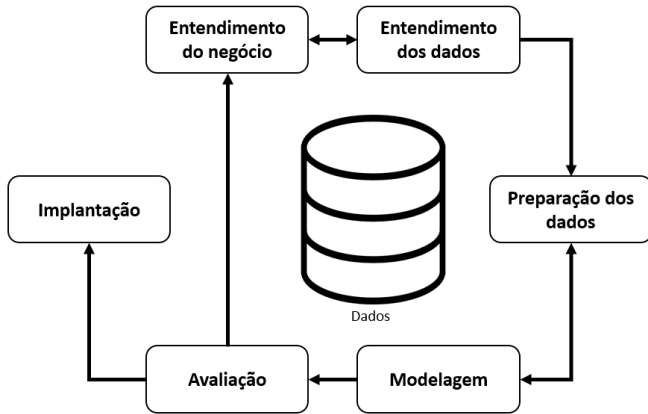 Entendimento
do negócio
Entendimento
dos dados
Implantação
Preparação dos
dados
Dados
Avaliação
Modelagem